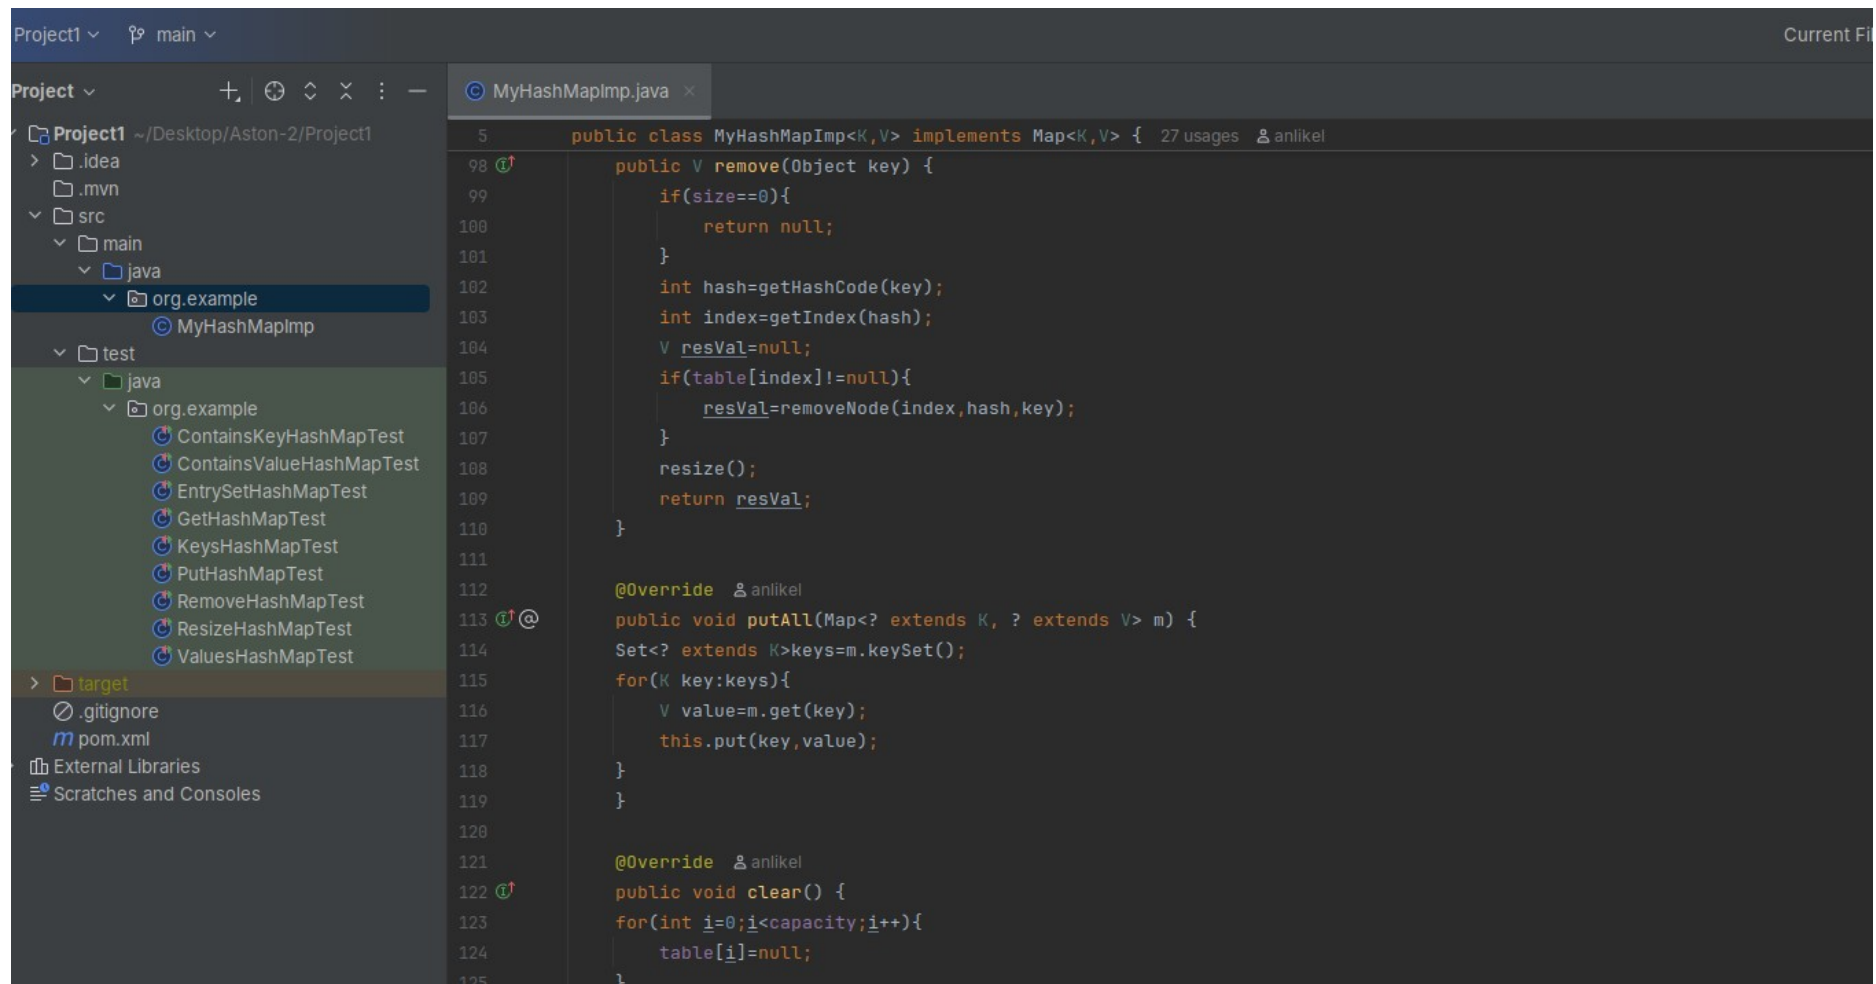 Project1 main Current Fil
Project
MyHashMapImp.java
Project1 ~/Desktop/Aston-2/Project1
.idea
.mvn
src
main
java
org.example
MyHashMapImp
test
java
org.example
ContainsKeyHashMapTest
ContainsValueHashMapTest
EntrySetHashMapTest
GetHashMapTest
KeysHashMapTest
PutHashMapTest
RemoveHashMapTest
ResizeHashMapTest
ValuesHashMapTest
target
.gitignore
m pom.xml
External Libraries
Scratches and Consoles
5 public class MyHashMapImp<K,V> implements Map<K,V> { 27 usages anlikel
98 public V remove(Object key) {
99 if(size==0){
100 return null;
101 }
102 int hash=getHashCode(key);
103 int index=getIndex(hash);
104 V resVal=null;
105 if(table[index]!=null){
106 resVal=removeNode(index,hash,key);
107 }
108 resize();
109 return resVal;
110 }
111
112 @Override anlikel
113 public void putAll(Map<? extends K, ? extends V> m) {
114 Set<? extends K>keys=m.keySet();
115 for(K key:keys){
116 V value=m.get(key);
117 this.put(key,value);
118 }
119 }
120
121 @Override anlikel
122 public void clear() {
123 for(int i=0;i<capacity;i++){
124 table[i]=null;
125 }